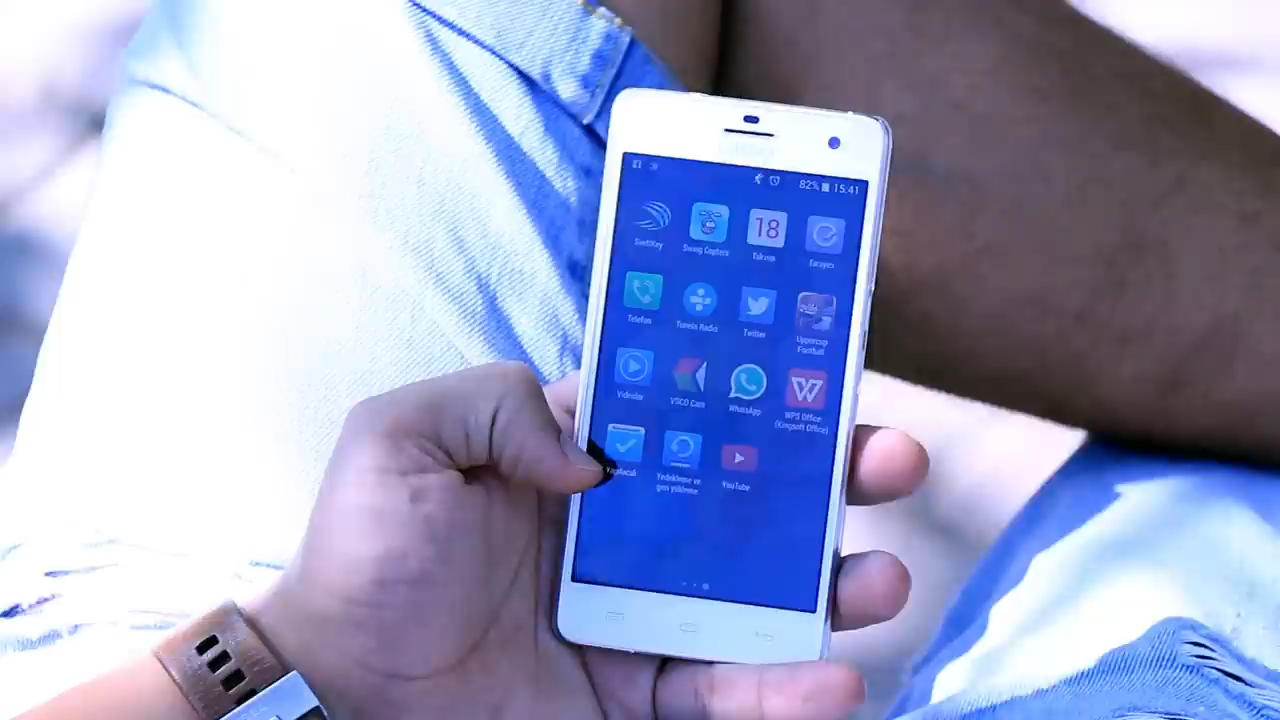 82% 15:41
SwiftKey
Swing Copters
18
Takvim
Tarayıcı
Telefon
TuneIn Radio
Twitter
Uppercup
Football
Videolar
VSCO Cam
WhatsApp
W
WPS Office
(Kingsoft Office)
Yapılacak
Yedekleme ve
geri yükleme
YouTube